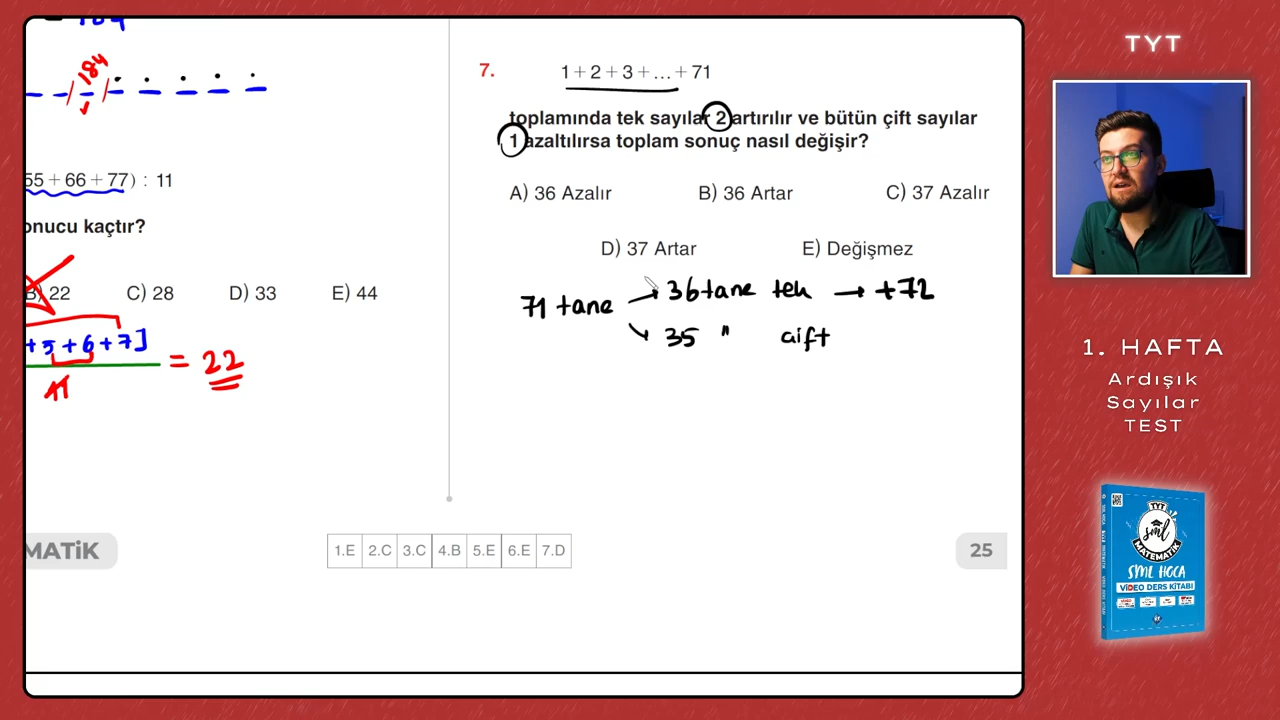 184
55 + 66 + 77) : 11
onucu kaçtır?
B) 22 C) 28 D) 33 E) 44
+5+6+7]
11
= 22
MATİK
7. 1 + 2 + 3 + ... + 71
toplamında tek sayılar 2 artırılır ve bütün çift sayılar
1 azaltılırsa toplam sonuç nasıl değişir?
A) 36 Azalır B) 36 Artar C) 37 Azalır
D) 37 Artar E) Değişmez
71 tane → 36 tane tek → +72
→ 35 " çift
1.E 2.C 3.C 4.B 5.E 6.E 7.D
25
TYT
1. HAFTA
Ardışık
Sayılar
TEST
TYT
SML
MATEMATİK
SML HOCA
VİDEO DERS KİTABI